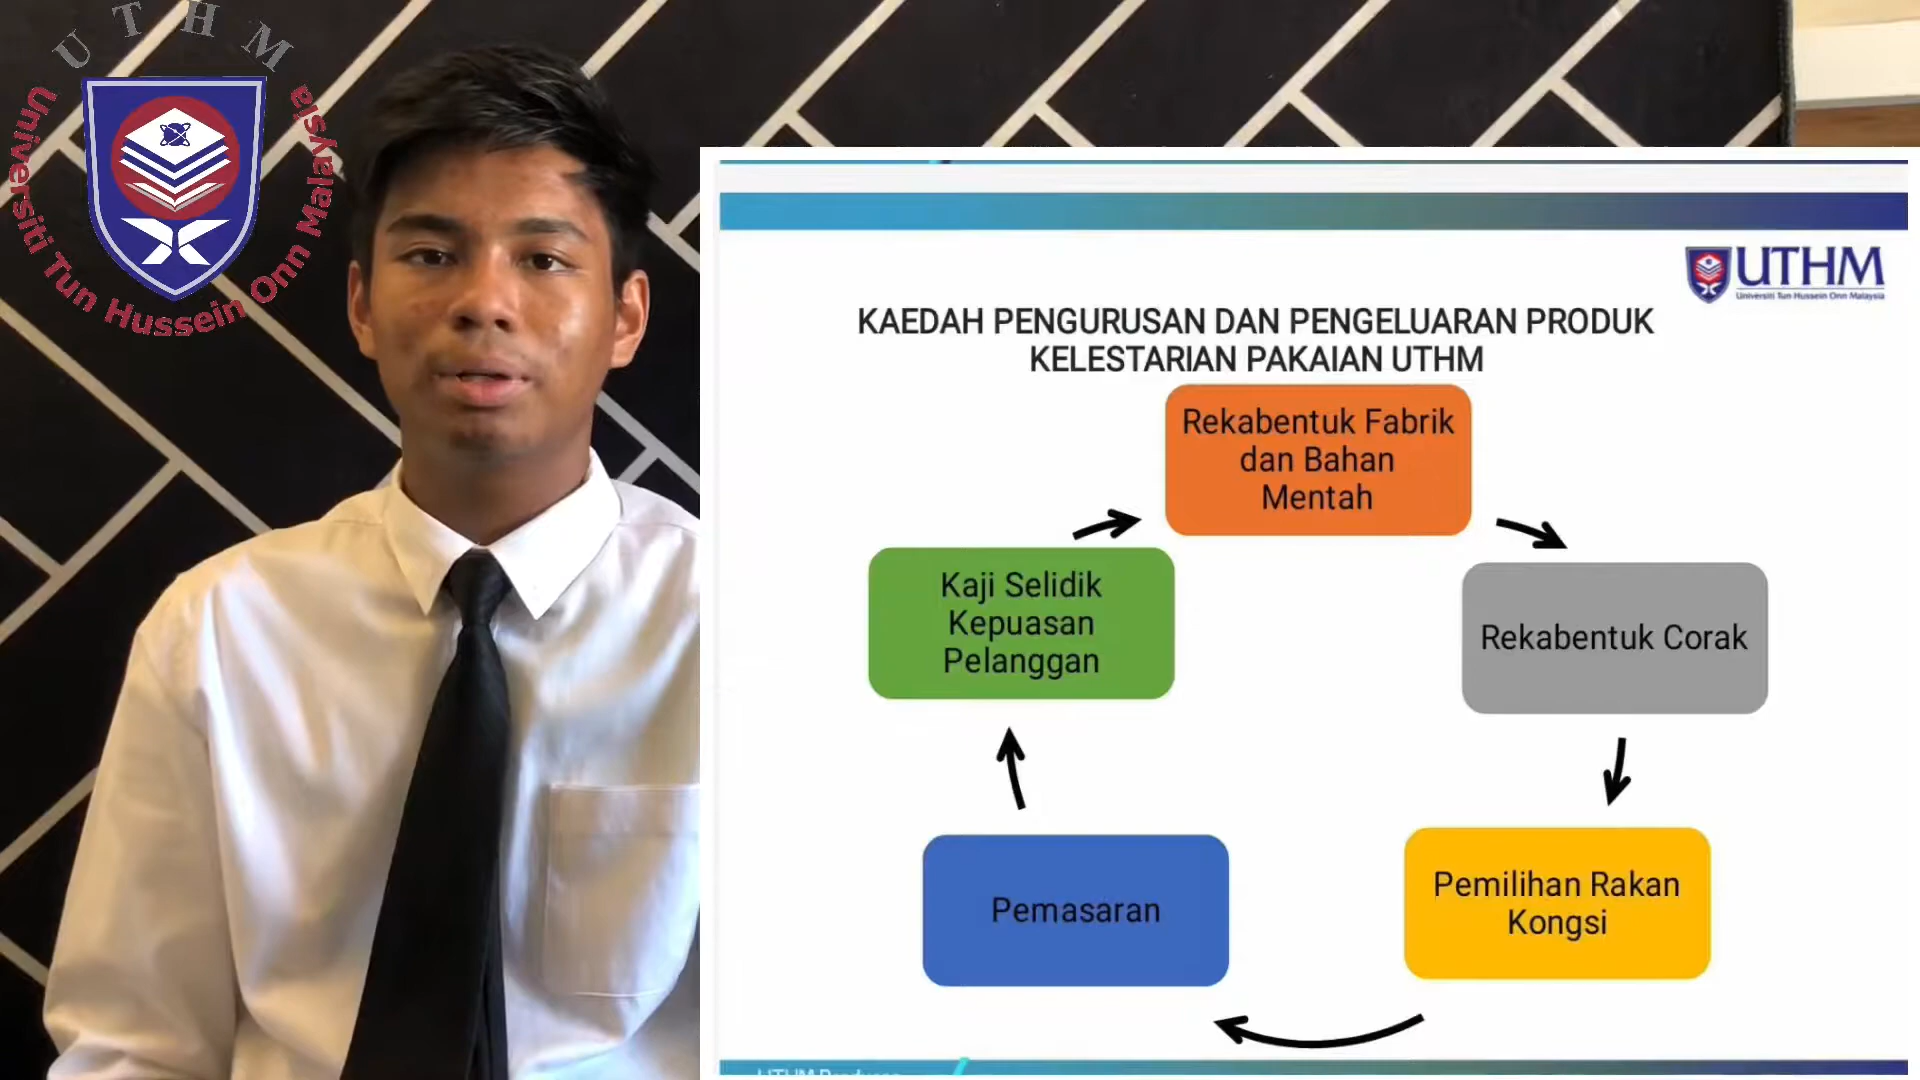 UTHM
Universiti Tun Hussein Onn Malaysia
UTHM
Universiti Tun Hussein Onn Malaysia
KAEDAH PENGURUSAN DAN PENGELUARAN PRODUK
KELESTARIAN PAKAIAN UTHM
Rekabentuk Fabrik
dan Bahan
Mentah
Kaji Selidik
Kepuasan
Pelanggan
Rekabentuk Corak
Pemasaran
Pemilihan Rakan
Kongsi